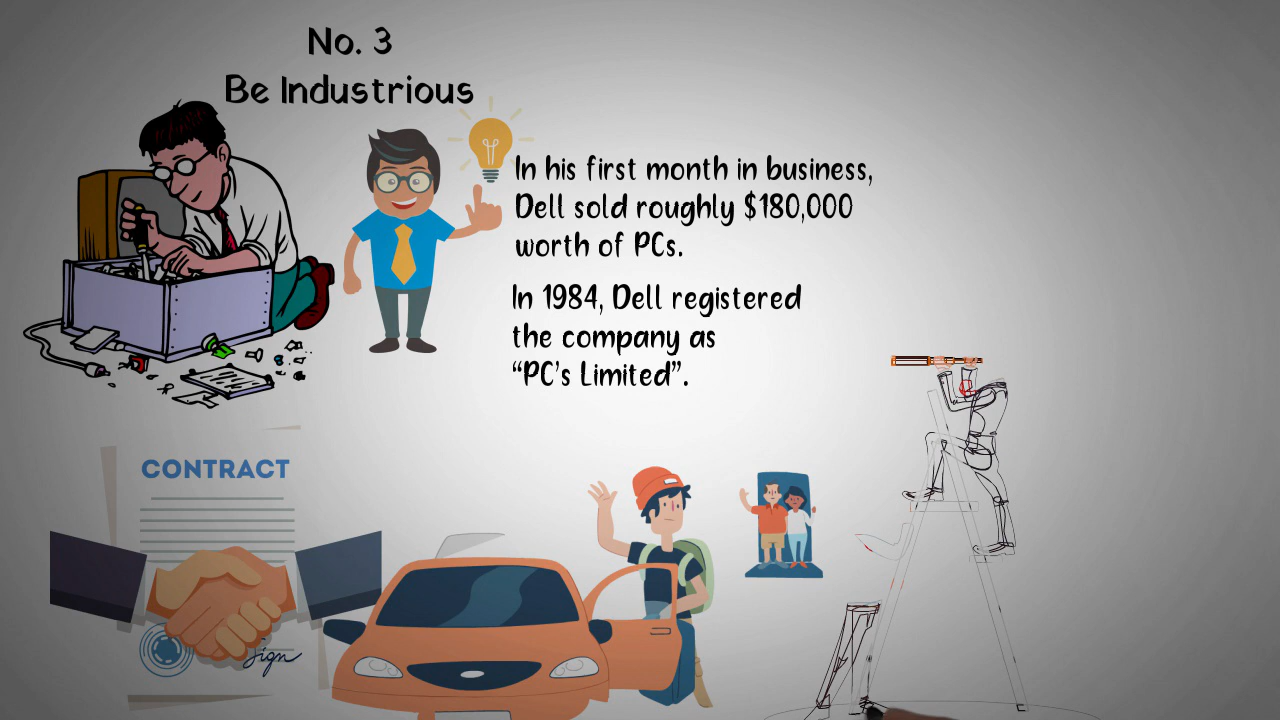 No. 3
Be Industrious
In his first month in business,
Dell sold roughly $180,000
worth of PCs.
In 1984, Dell registered
the company as
“PC’s Limited”.
CONTRACT
Sign